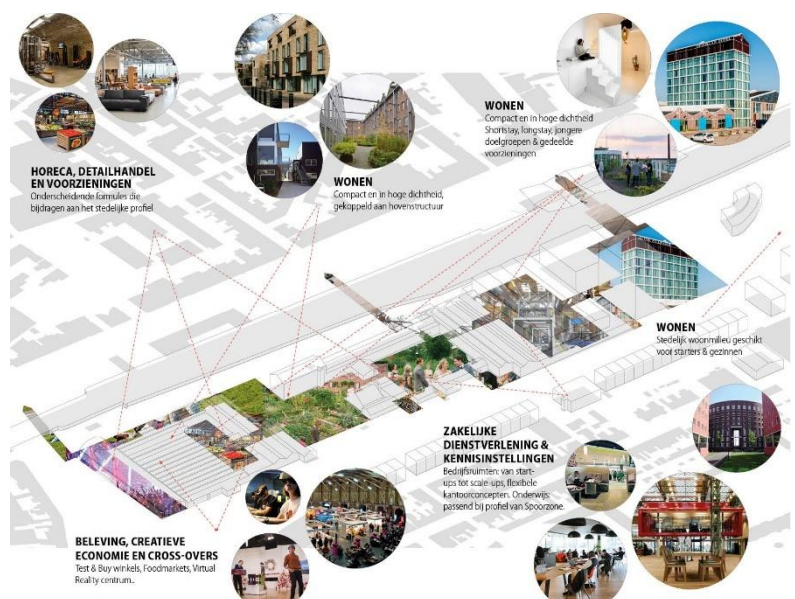 HORECA, DETAILHANDEL
EN VOORZIENINGEN
Onderscheidende formules die
bijdragen aan het stedelijke profiel
WONEN
Compact en in hoge dichtheid,
gekoppeld aan hovenstructuur
WONEN
Compact en in hoge dichtheid
Shortstay, longstay, jongere
doelgroepen & gedeelde
voorzieningen
WONEN
Stedelijk woonmilieu geschikt
voor starters & gezinnen
ZAKELIJKE
DIENSTVERLENING &
KENNISINSTELLINGEN
Bedrijfsruimten: van start-
ups tot scale-ups, flexibele
kantoorconcepten. Onderwijs:
passend bij profiel van Spoorzone.
BELEVING, CREATIEVE
ECONOMIE EN CROSS-OVERS
Test & Buy winkels, Foodmarkets, Virtual
Reality centrum..